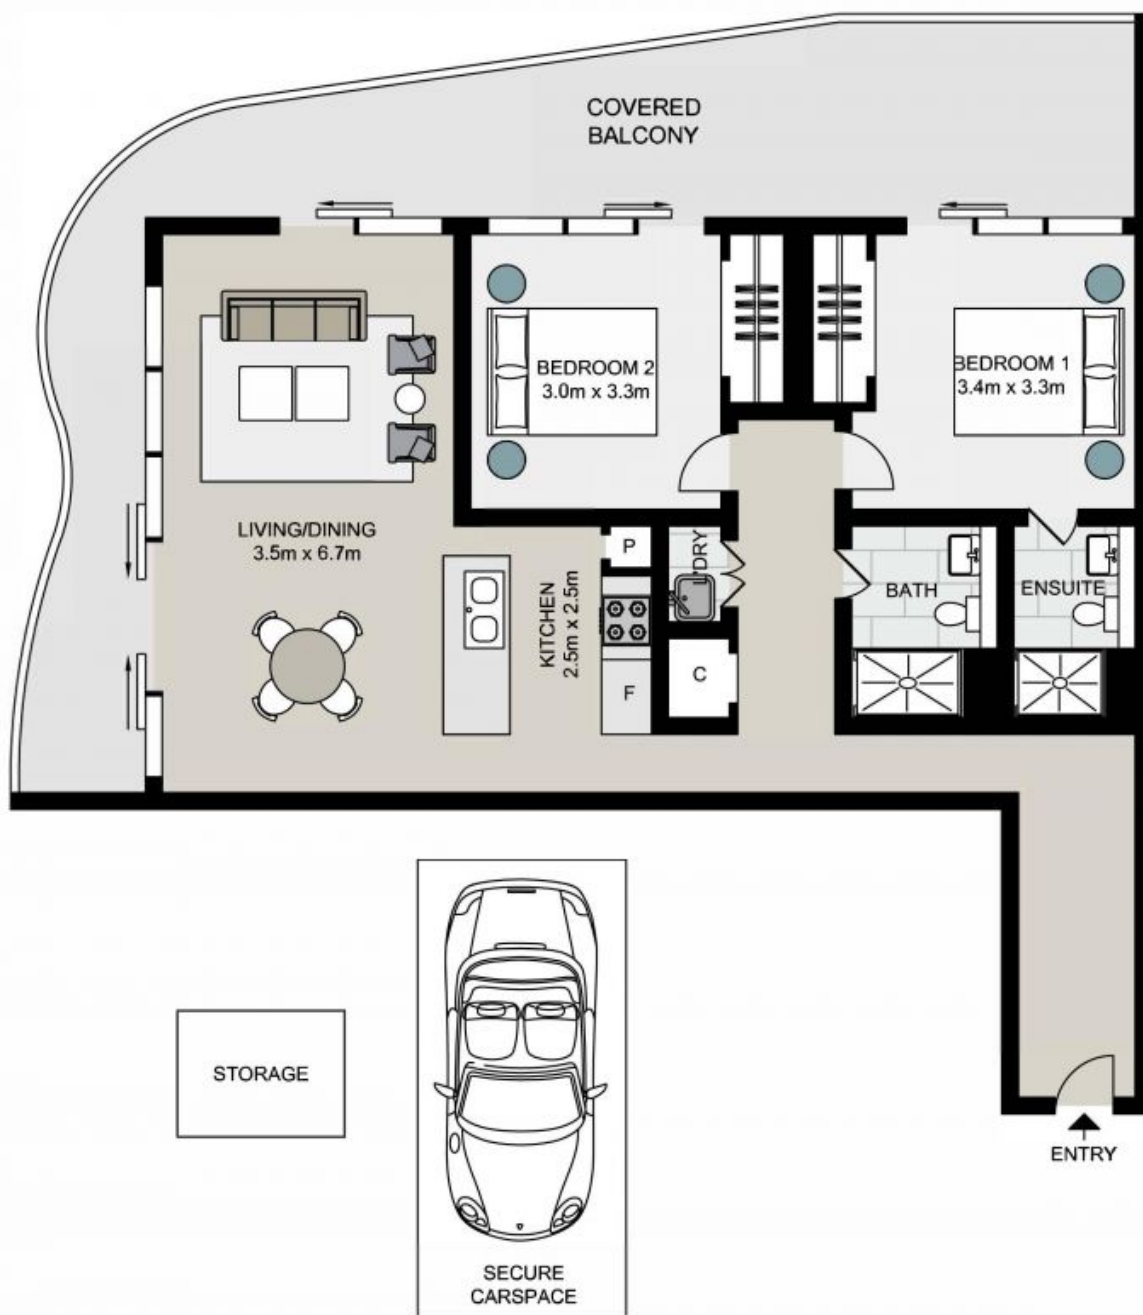 COVERED
BALCONY
BEDROOM 2
3.0m x 3.3m
BEDROOM 1
3.4m x 3.3m
LIVING/DINING
3.5m x 6.7m
KITCHEN
2.5m x 2.5m
P
L'DRY
BATH
ENSUITE
C
F
STORAGE
ENTRY
SECURE
CARSPACE